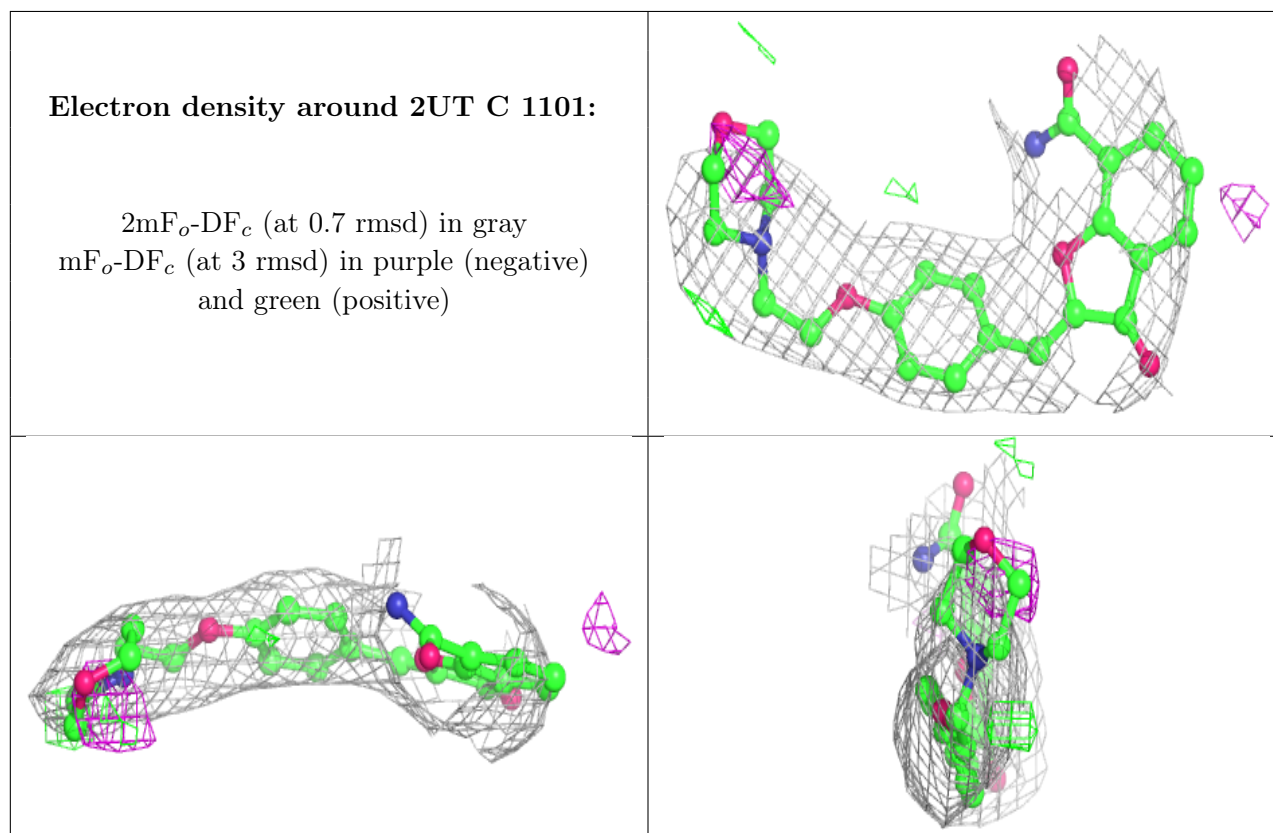 Electron density around 2UT C 1101:
2mFₒ-DF𝒸 (at 0.7 rmsd) in gray
mFₒ-DF𝒸 (at 3 rmsd) in purple (negative)
and green (positive)